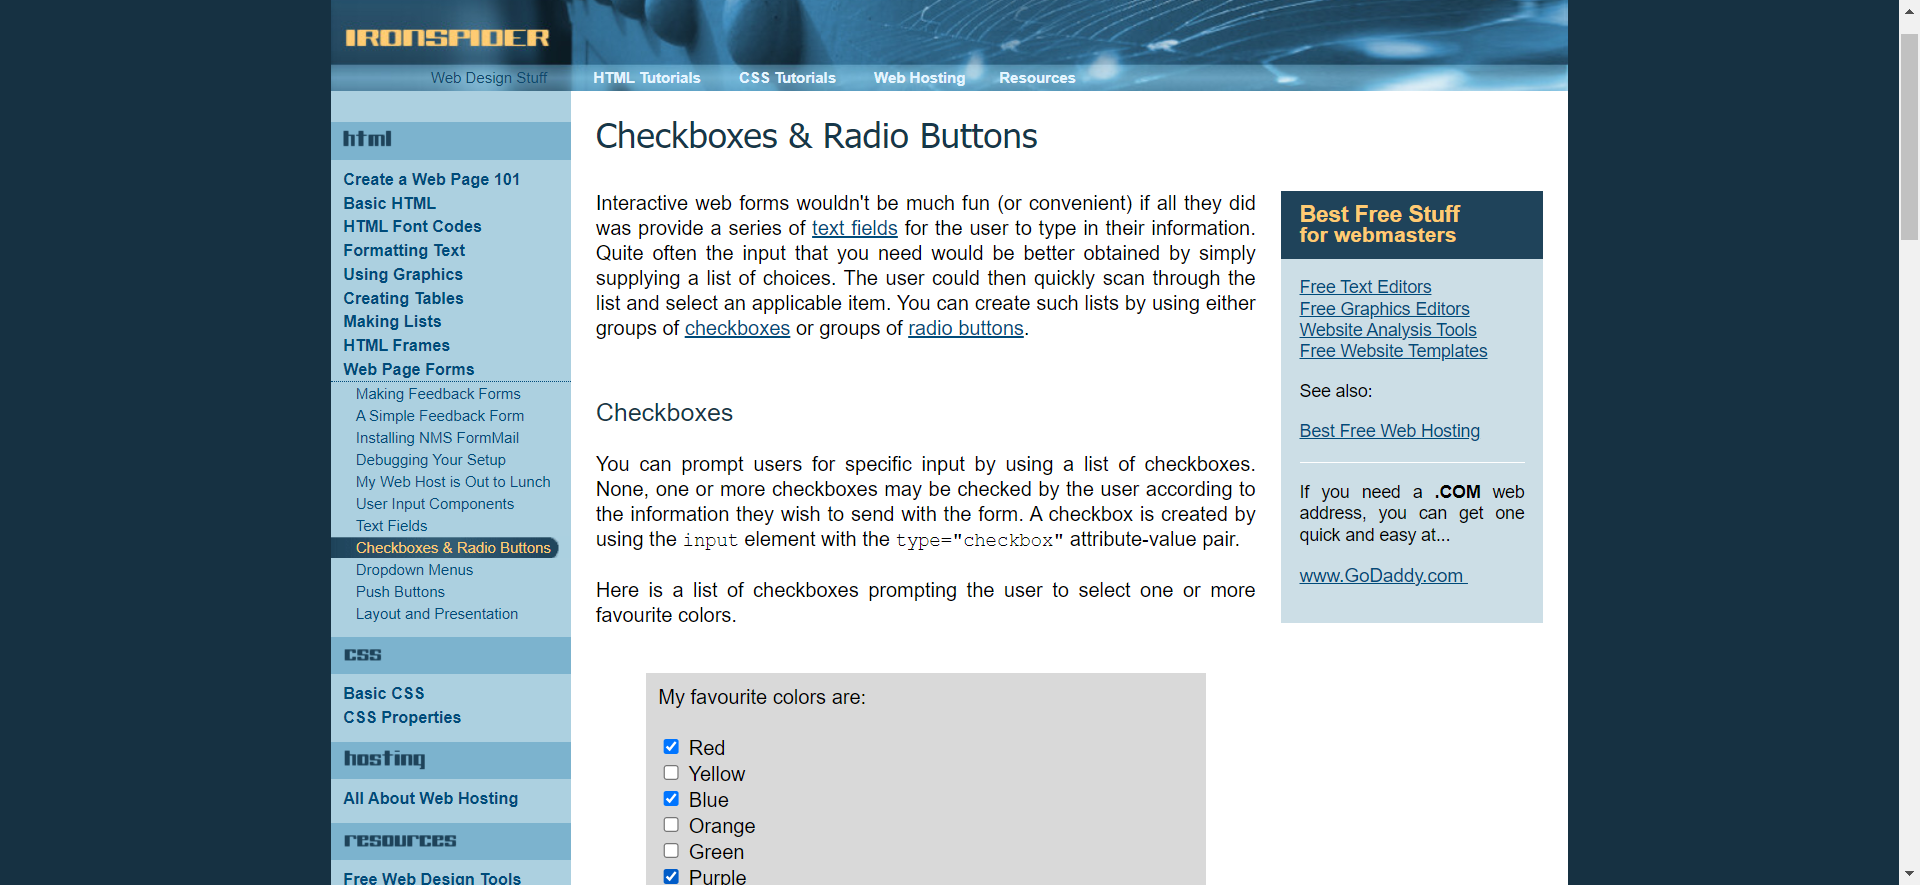 IRONSPIDER
Web Design Stuff
HTML Tutorials
CSS Tutorials
Web Hosting
Resources
html
Create a Web Page 101
Basic HTML
HTML Font Codes
Formatting Text
Using Graphics
Creating Tables
Making Lists
HTML Frames
Web Page Forms
Making Feedback Forms
A Simple Feedback Form
Installing NMS FormMail
Debugging Your Setup
My Web Host is Out to Lunch
User Input Components
Text Fields
Checkboxes & Radio Buttons
Dropdown Menus
Push Buttons
Layout and Presentation
css
Basic CSS
CSS Properties
hosting
All About Web Hosting
resources
Free Web Design Tools
Checkboxes & Radio Buttons
Interactive web forms wouldn't be much fun (or convenient) if all they did
was provide a series of text fields for the user to type in their information.
Quite often the input that you need would be better obtained by simply
supplying a list of choices. The user could then quickly scan through the
list and select an applicable item. You can create such lists by using either
groups of checkboxes or groups of radio buttons.
Checkboxes
You can prompt users for specific input by using a list of checkboxes.
None, one or more checkboxes may be checked by the user according to
the information they wish to send with the form. A checkbox is created by
using the input element with the type="checkbox" attribute-value pair.
Here is a list of checkboxes prompting the user to select one or more
favourite colors.
My favourite colors are:
Red
Yellow
Blue
Orange
Green
Purple
Best Free Stuff
for webmasters
Free Text Editors
Free Graphics Editors
Website Analysis Tools
Free Website Templates
See also:
Best Free Web Hosting
If you need a .COM web
address, you can get one
quick and easy at...
www.GoDaddy.com